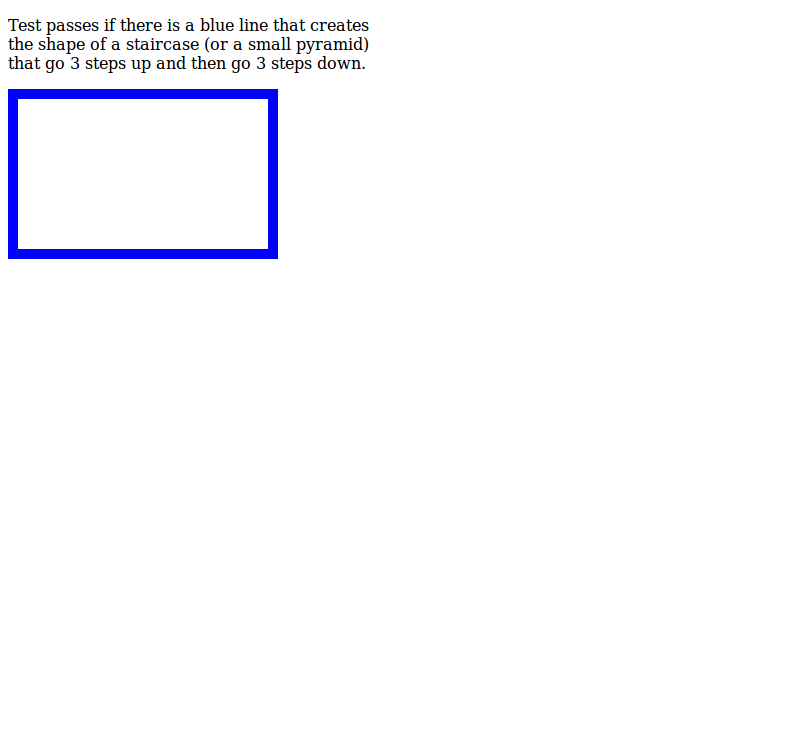 Test passes if there is a blue line that creates
the shape of a staircase (or a small pyramid)
that go 3 steps up and then go 3 steps down.